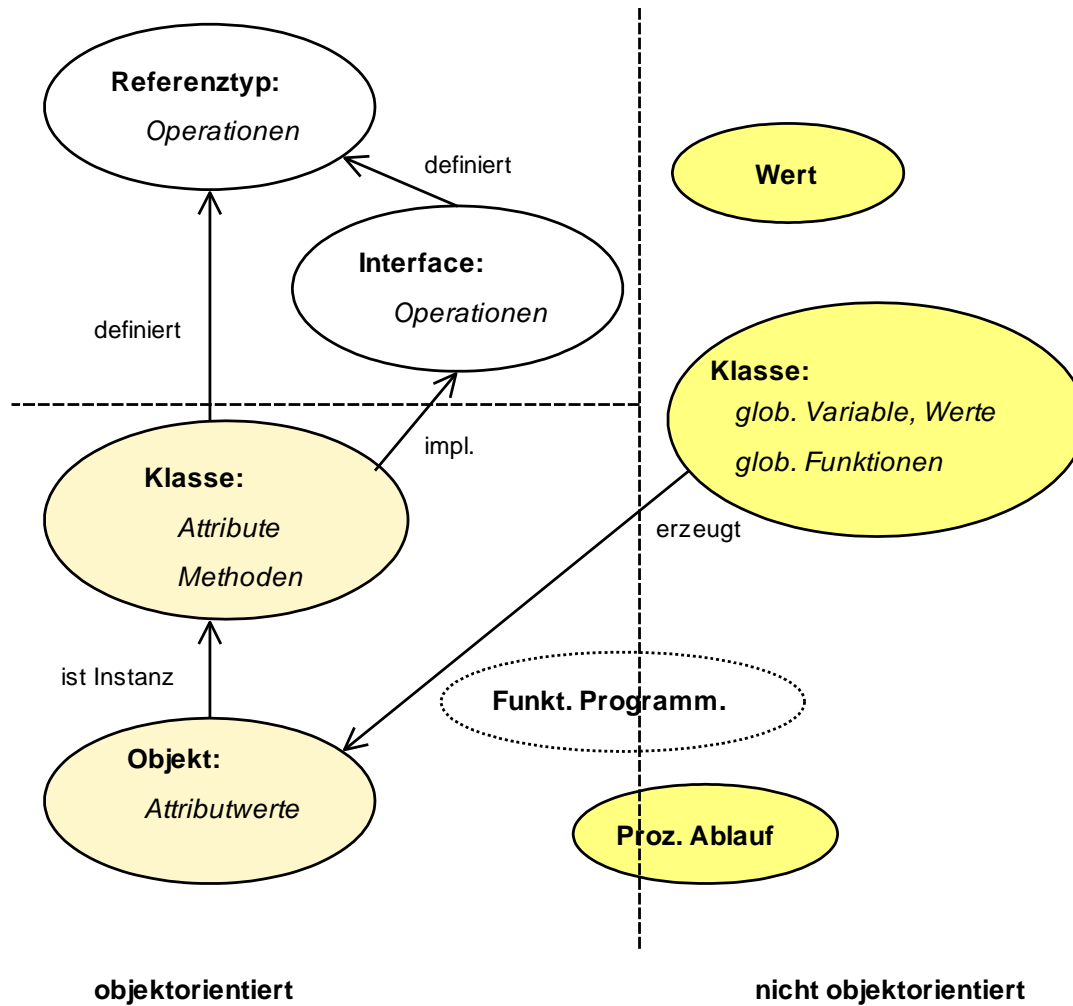 Referenztyp:
Operationen
definiert
Wert
Interface:
Operationen
definiert
Klasse:
glob. Variable, Werte
glob. Funktionen
impl.
Klasse:
Attribute
Methoden
erzeugt
ist Instanz
Funkt. Programm.
Objekt:
Attributwerte
Proz. Ablauf
objektorientiert
nicht objektorientiert